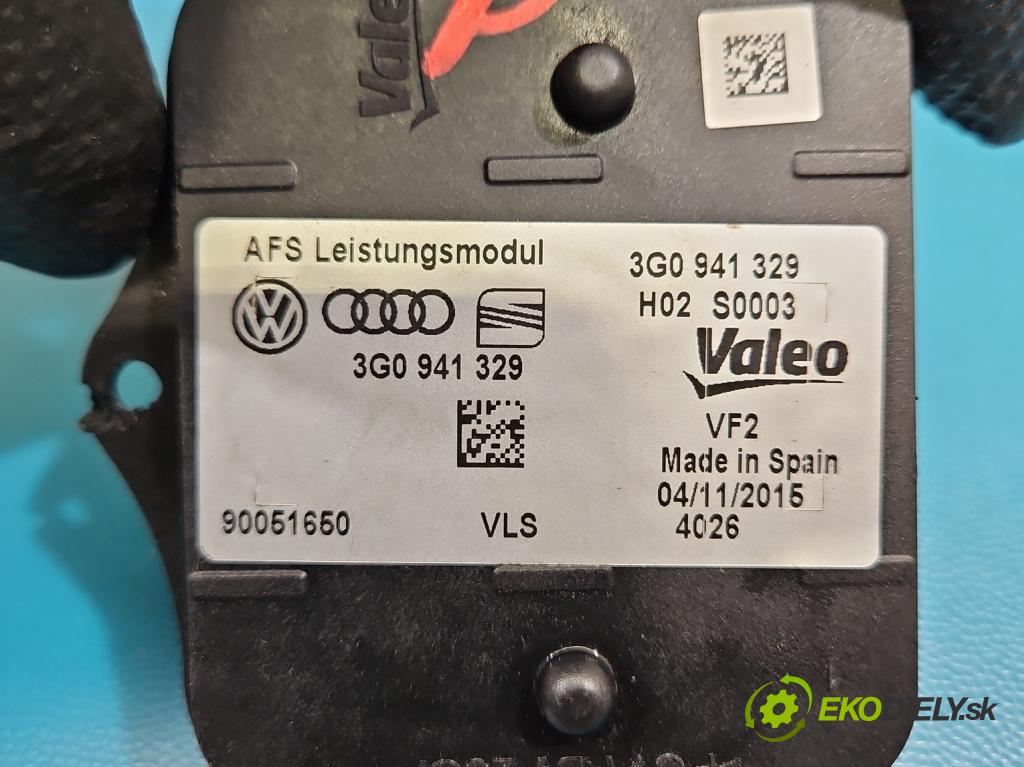 Valeo
AFS Leistungsmodul
3G0 941 329
H02 S0003
3G0 941 329
Valeo
VF2
Made in Spain
04/11/2015
90051650 VLS 4026
EKODIELY.sk